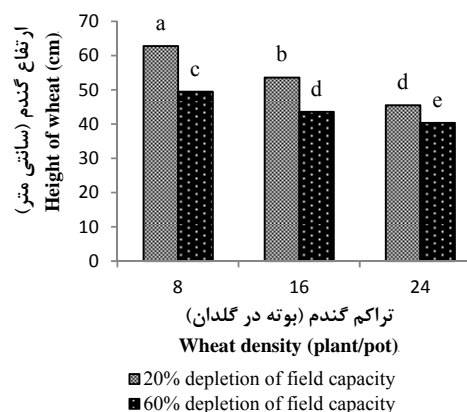 ارتفاع گندم (سانتی متر)
Height of wheat (cm)
70
60
50
40
30
20
10
0
a
c
b
d
d
e
8 16 24
تراکم گندم (بوته در گلدان)
Wheat density (plant/pot)
20% depletion of field capacity
60% depletion of field capacity